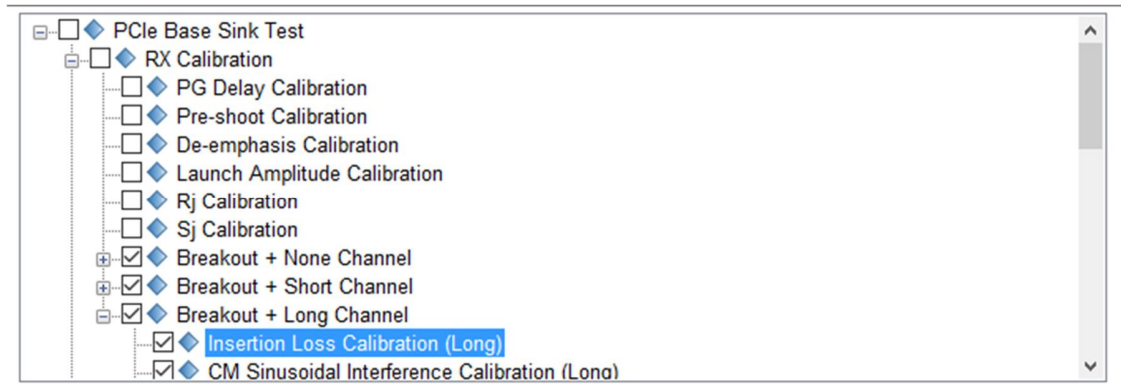 PCIe Base Sink Test
RX Calibration
PG Delay Calibration
Pre-shoot Calibration
De-emphasis Calibration
Launch Amplitude Calibration
Rj Calibration
Sj Calibration
Breakout + None Channel
Breakout + Short Channel
Breakout + Long Channel
Insertion Loss Calibration (Long)
CM Sinusoidal Interference Calibration (Long)